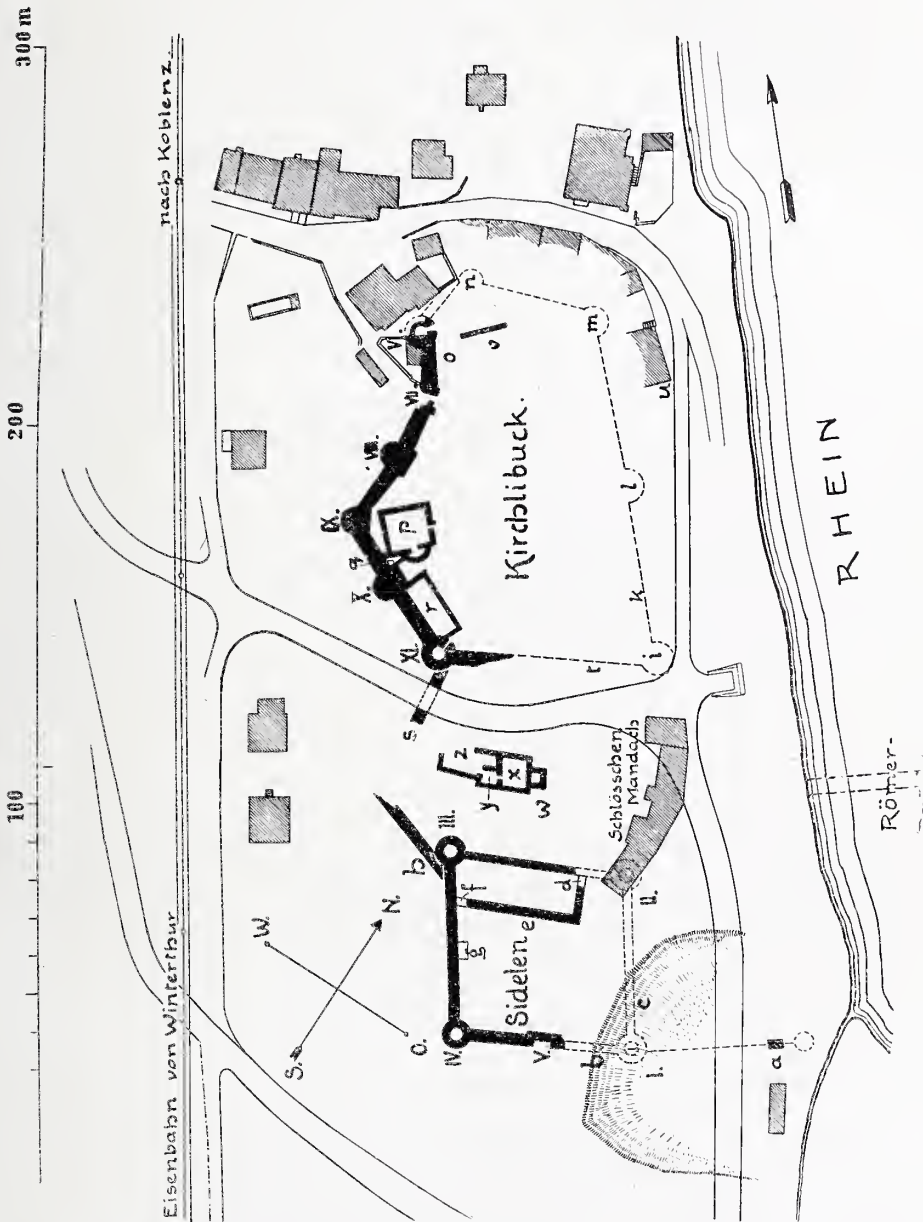 100
200
300 m
Eisenbahn von Winterthur
nach Koblenz
S.
W.
N.
O.
IV.
g
f
b
III.
Sidelen
e
d
V.
b
c
I.
II.
a
y
z
x
w
Schlösschen
Mandach
s
XI.
r
X.
q
IX.
p
VIII.
VII.
V
o
v
n
m
l
k
i
t
u
Kirchlibuck.
RHEIN
Römer-